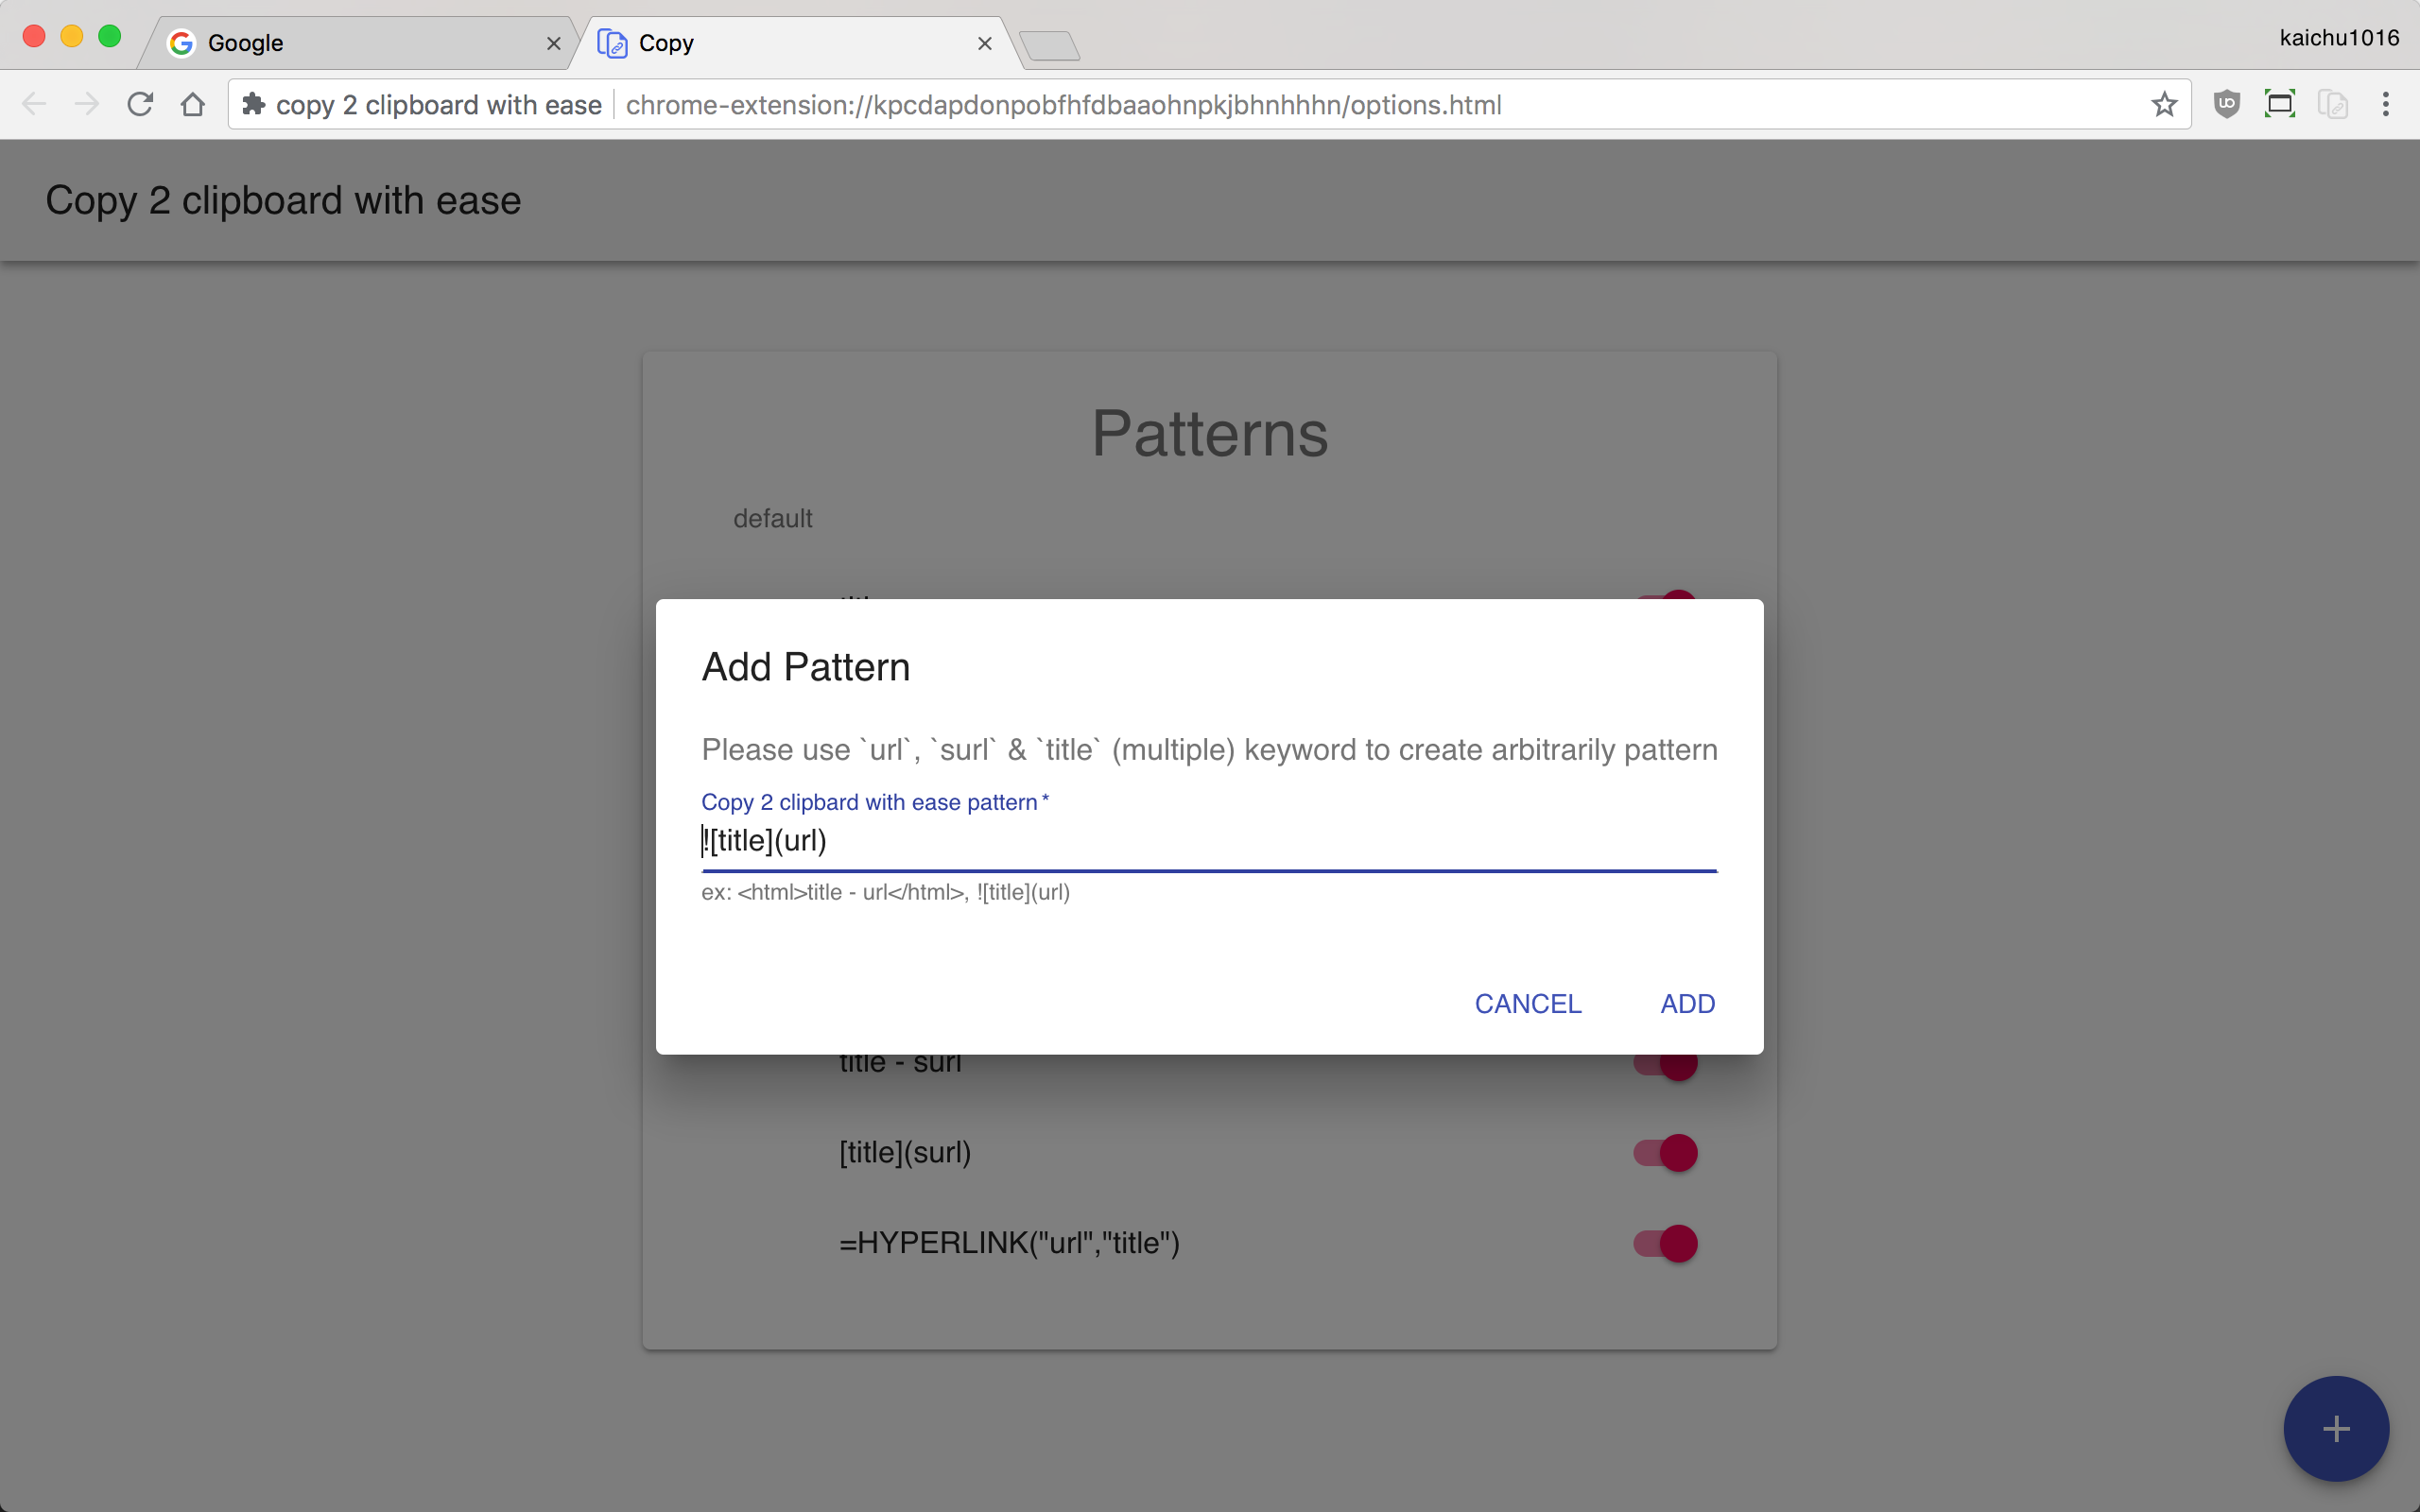 Google
Copy
kaichu1016
copy 2 clipboard with ease
chrome-extension://kpcdapdonpobfhfdbaaohnpkjbhnhhhn/options.html
Copy 2 clipboard with ease
Patterns
default
Add Pattern
Please use `url`, `surl` & `title` (multiple) keyword to create arbitrarily pattern
Copy 2 clipbard with ease pattern *
![title](url)
ex: <html>title - url</html>, ![title](url)
CANCEL
ADD
title - surl
[title](surl)
=HYPERLINK("url","title")